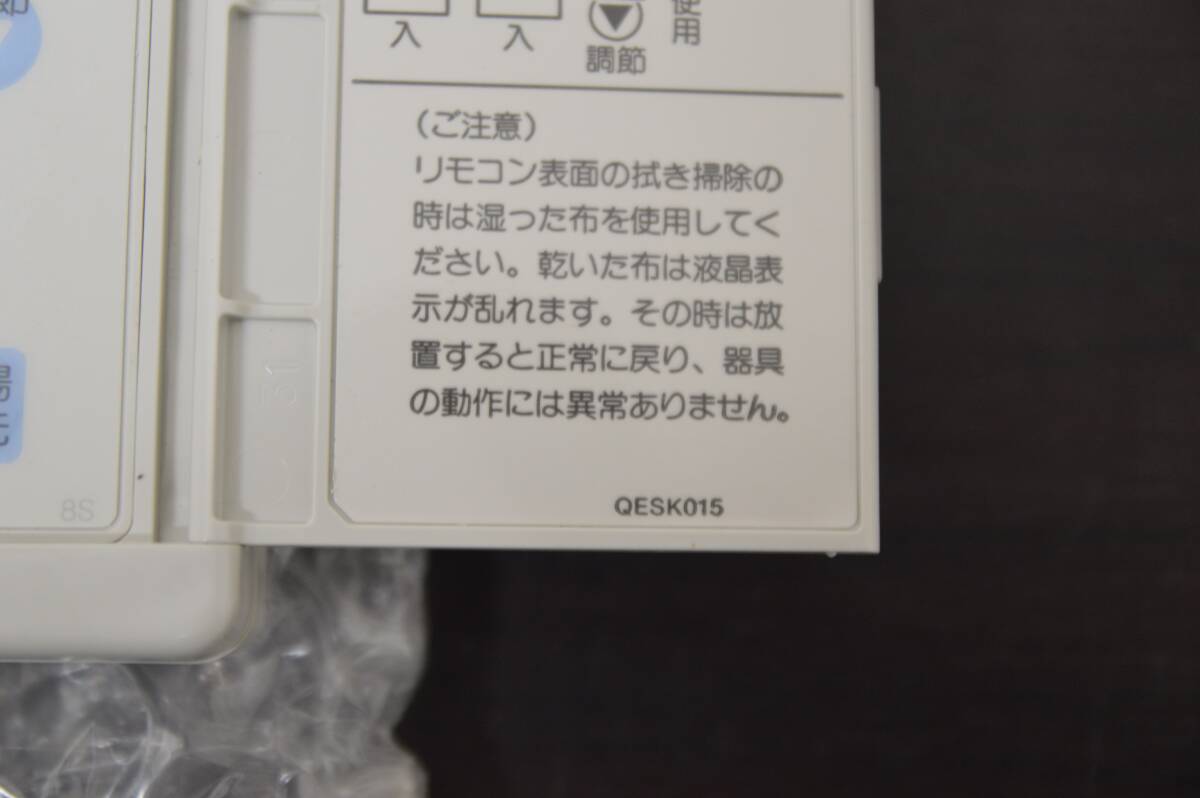 入
入
調節
使用
（ご注意）
リモコン表面の拭き掃除の
時は湿った布を使用してく
ださい。乾いた布は液晶表
示が乱れます。その時は放
置すると正常に戻り、器具
の動作には異常ありません。
QESK015
8S